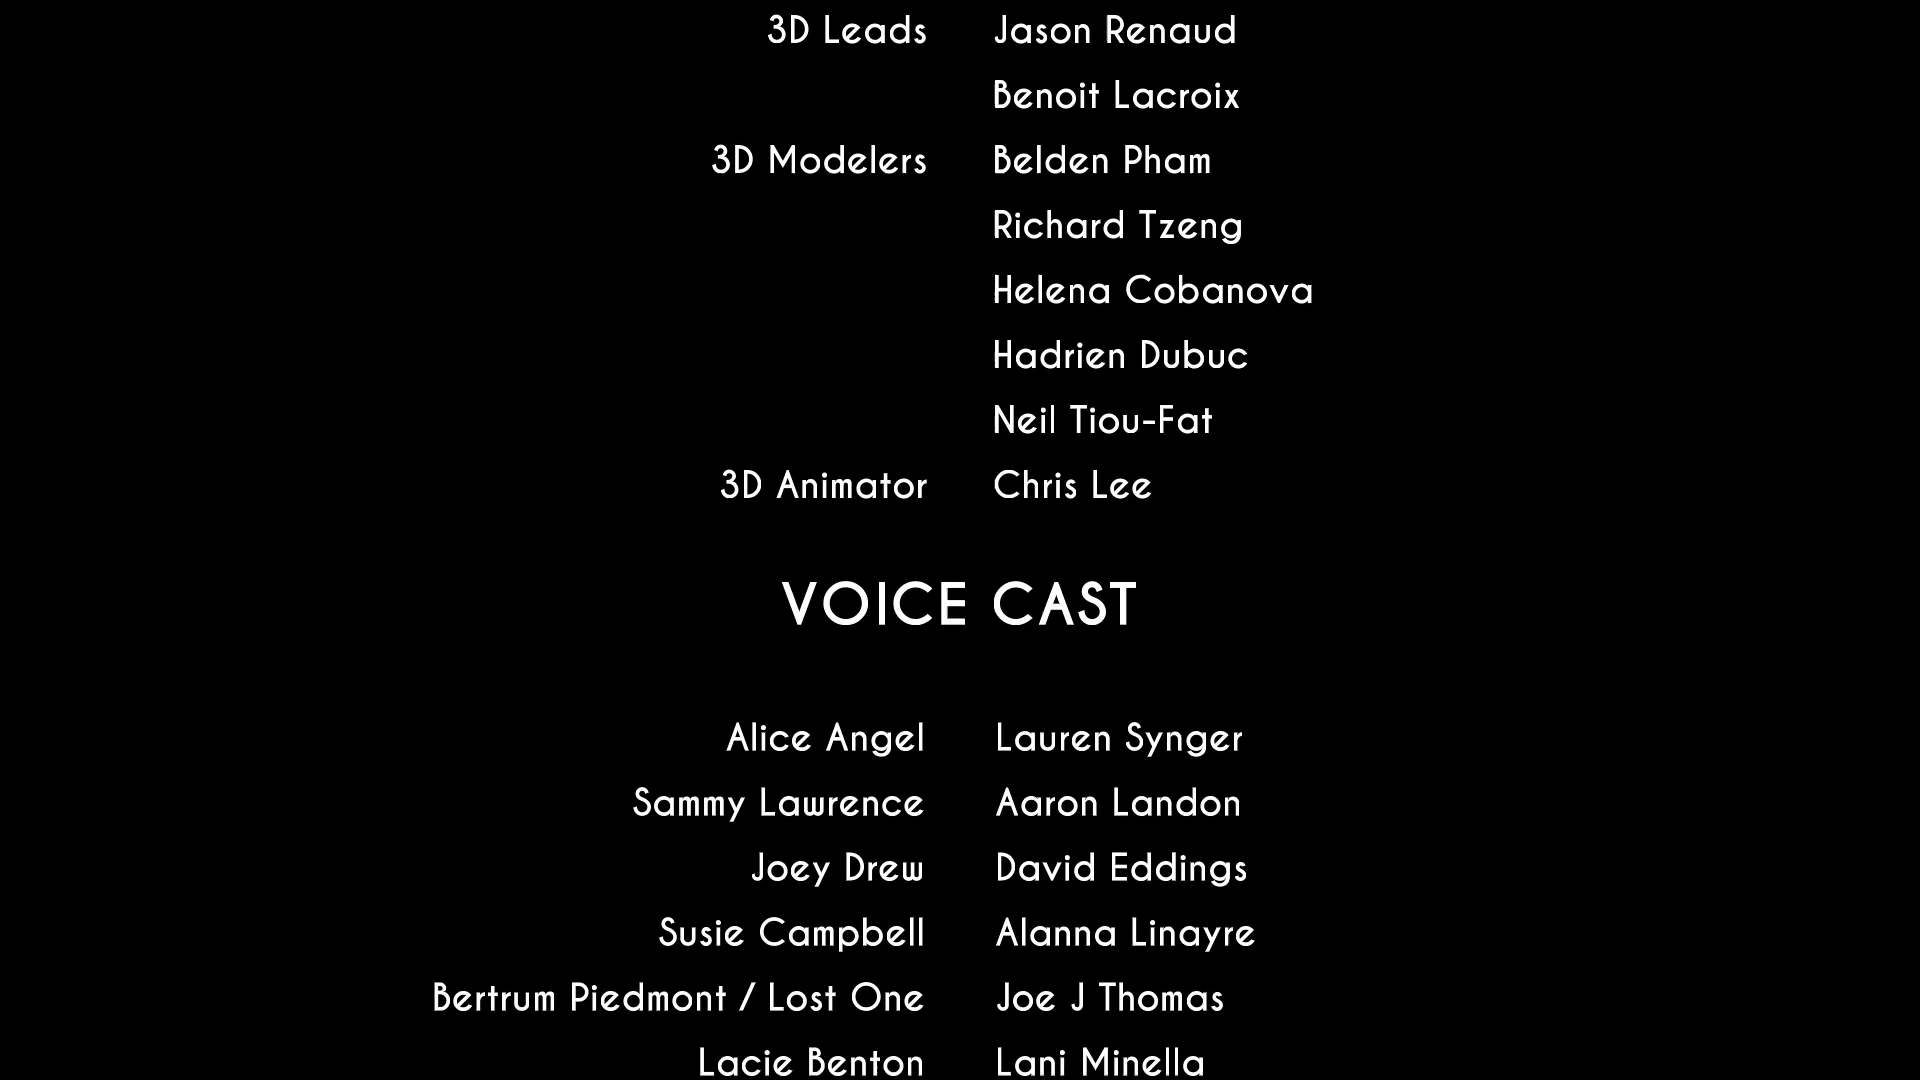 3D Leads Jason Renaud
Benoit Lacroix
3D Modelers Belden Pham
Richard Tzeng
Helena Cobanova
Hadrien Dubuc
Neil Tiou-Fat
3D Animator Chris Lee
VOICE CAST
Alice Angel Lauren Synger
Sammy Lawrence Aaron Landon
Joey Drew David Eddings
Susie Campbell Alanna Linayre
Bertrum Piedmont / Lost One Joe J Thomas
Lacie Benton Lani Minella